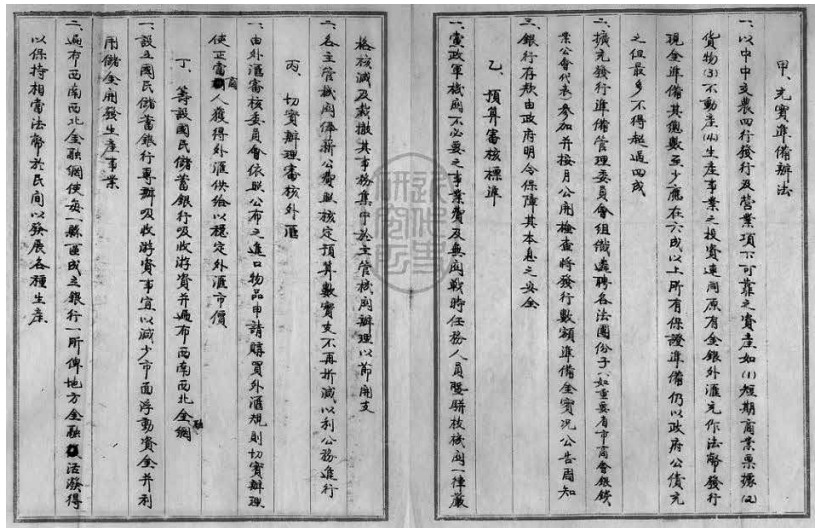 甲、充實準備辦法
一、以中中交農四行發行及營業項下可靠之資產如(1)短期商業票據(2)
貨物(3)不動產(4)生產事業之投資連同原有金銀外滙充作法幣發行
現金準備其總數至少應在六成以上所有保證準備仍以政府公債充
之但最多不得超過四成
二、擴充發行準備管理委員會組織遴聘各法團份子(如重要省市商會銀錢
業公會代表)參加并按月公開檢查將發行數額準備金實况公告周知
三、銀行存款由政府明令保障其本息之安全
乙、預算審核標準
一、黨政軍機關不必要之事業費及無關戰時任務人員暨駢枝機關一律嚴
格核減及裁撤其事務集中於主管機關辦理以節開支
二、各主管機關俸薪公費照核定預算數實支不再折減以利公務進行
丙、切實辦理審核外滙
一、由外滙審核委員會依照公布之進口物品申請購買外滙規則切實辦理
使正當商人獲得外滙供給以穩定外滙市價
丁、籌設國民儲蓄銀行吸收游資并遍布西南西北金融網
一、設立國民儲蓄銀行專辦吸收游資事宜以減少市面浮動資金并利
用儲金開發生產事業
二、遍布西南西北金融網使每一縣區成立銀行一所俾地方金融活潑得
以保持相當法幣於民間以發展各種生產